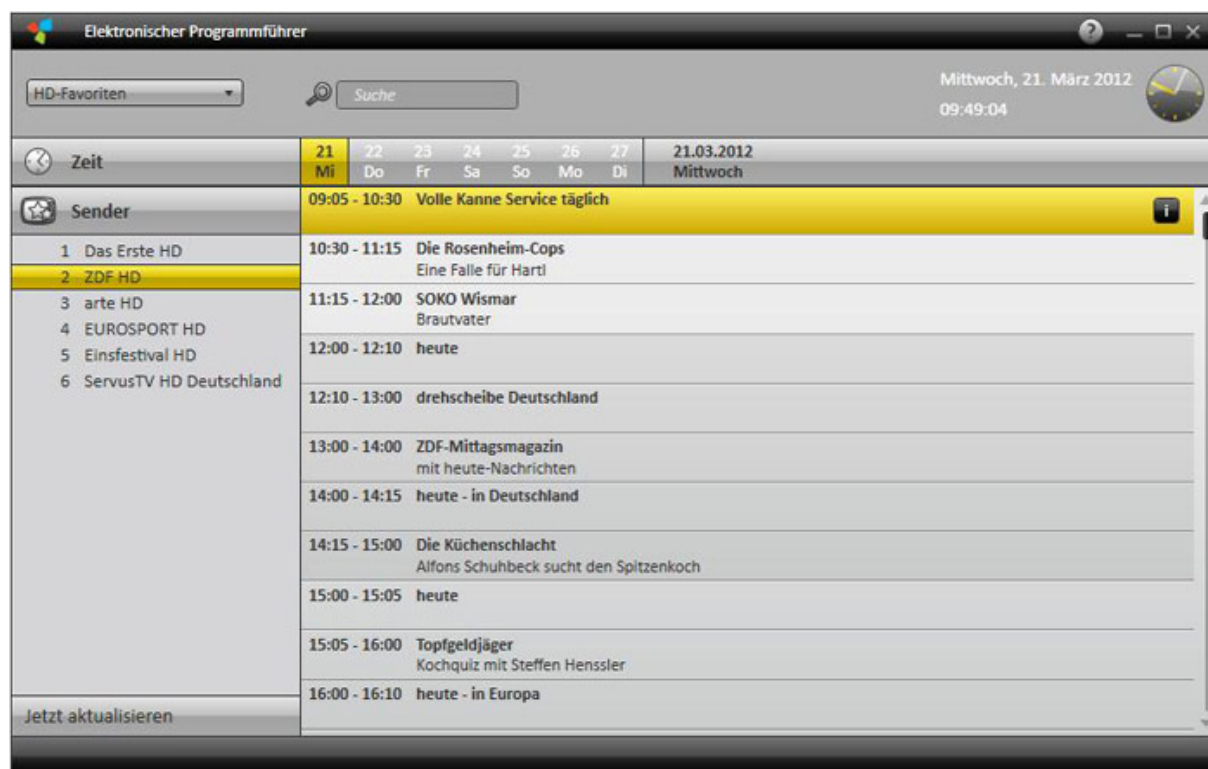 Elektronischer Programmführer
?
HD-Favoriten
Suche
Mittwoch, 21. März 2012
09:49:04
Zeit
21 22 23 24 25 26 27
Mi Do Fr Sa So Mo Di
21.03.2012
Mittwoch
Sender
1 Das Erste HD
2 ZDF HD
3 arte HD
4 EUROSPORT HD
5 Einsfestival HD
6 ServusTV HD Deutschland
Jetzt aktualisieren
09:05 - 10:30 Volle Kanne Service täglich
i
10:30 - 11:15 Die Rosenheim-Cops
Eine Falle für Hartl
11:15 - 12:00 SOKO Wismar
Brautvater
12:00 - 12:10 heute
12:10 - 13:00 drehscheibe Deutschland
13:00 - 14:00 ZDF-Mittagsmagazin
mit heute-Nachrichten
14:00 - 14:15 heute - in Deutschland
14:15 - 15:00 Die Küchenschlacht
Alfons Schuhbeck sucht den Spitzenkoch
15:00 - 15:05 heute
15:05 - 16:00 Topfgeldjäger
Kochquiz mit Steffen Henssler
16:00 - 16:10 heute - in Europa